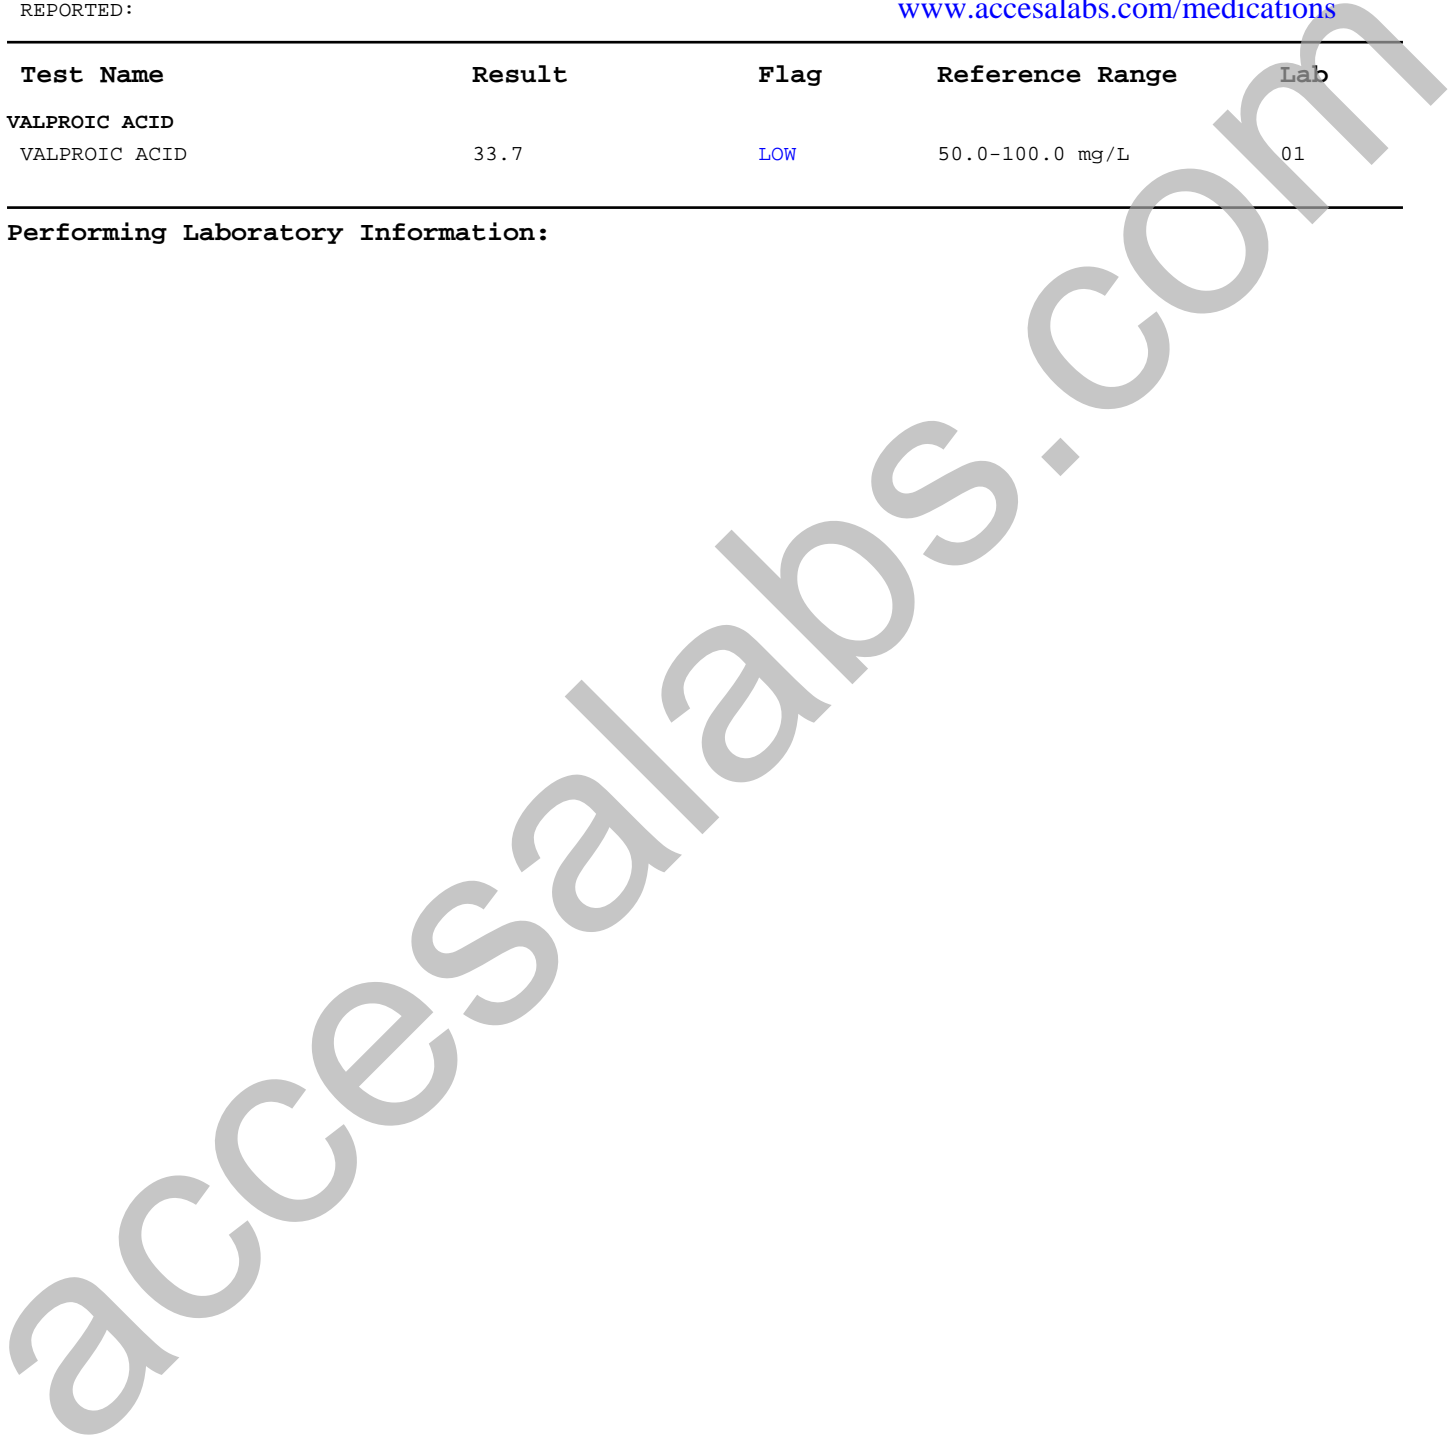 REPORTED:
www.accesalabs.com/medications
Test Name Result Flag Reference Range Lab
VALPROIC ACID
VALPROIC ACID 33.7 LOW 50.0-100.0 mg/L 01
Performing Laboratory Information:
accesalabs.com